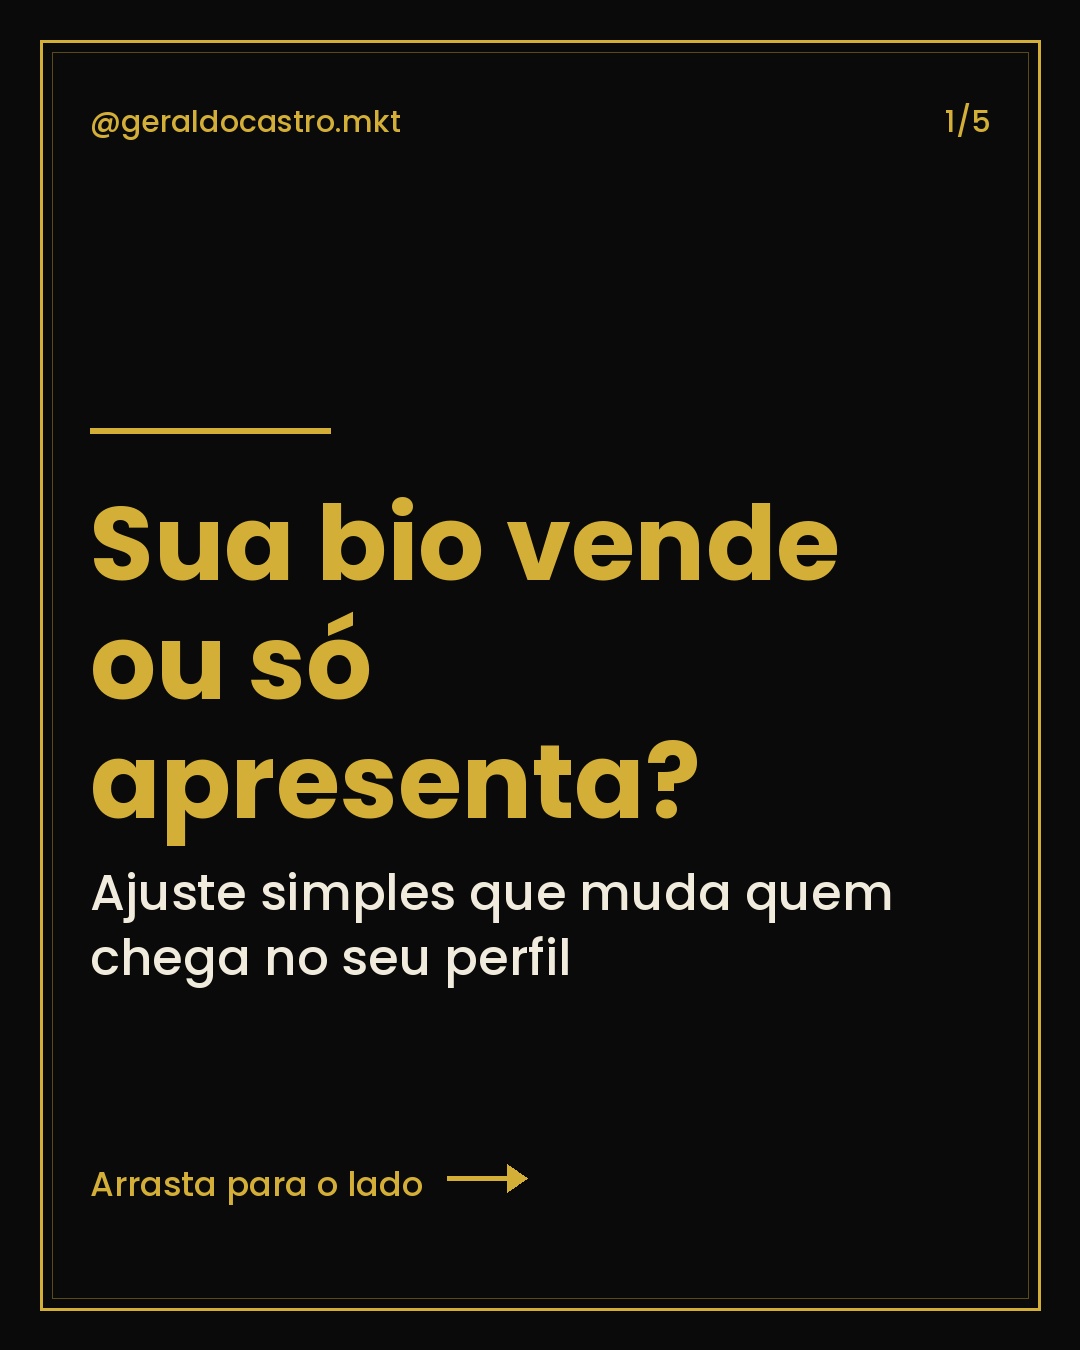 @geraldocastro.mkt
1/5
Sua bio vende
ou só
apresenta?
Ajuste simples que muda quem
chega no seu perfil
Arrasta para o lado